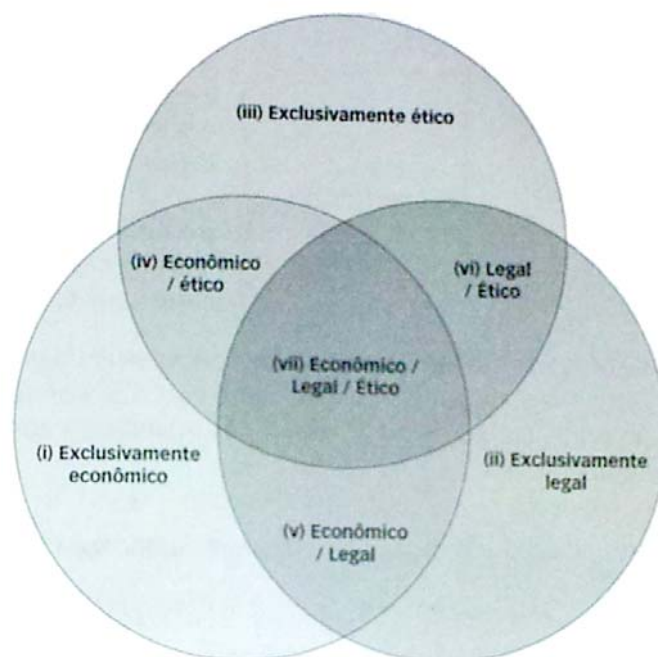 (iii) Exclusivamente ético
(iv) Econômico
/ ético
(vi) Legal
/ Ético
(vii) Econômico /
Legal / Ético
(i) Exclusivamente
econômico
(ii) Exclusivamente
legal
(v) Econômico
/ Legal